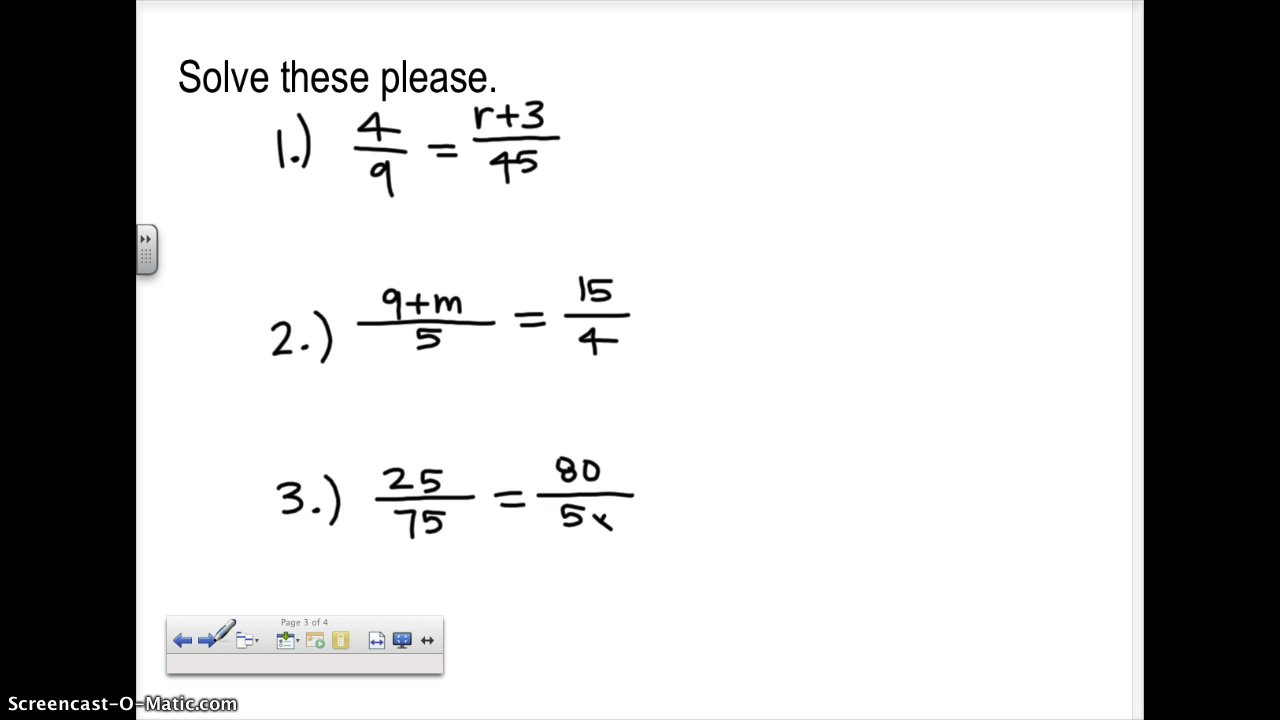 Solve these please.
1.) 4/9 = r+3/45
2.) 9+m/5 = 15/4
3.) 25/75 = 80/5x
Page 3 of 4
Screencast-O-Matic.com